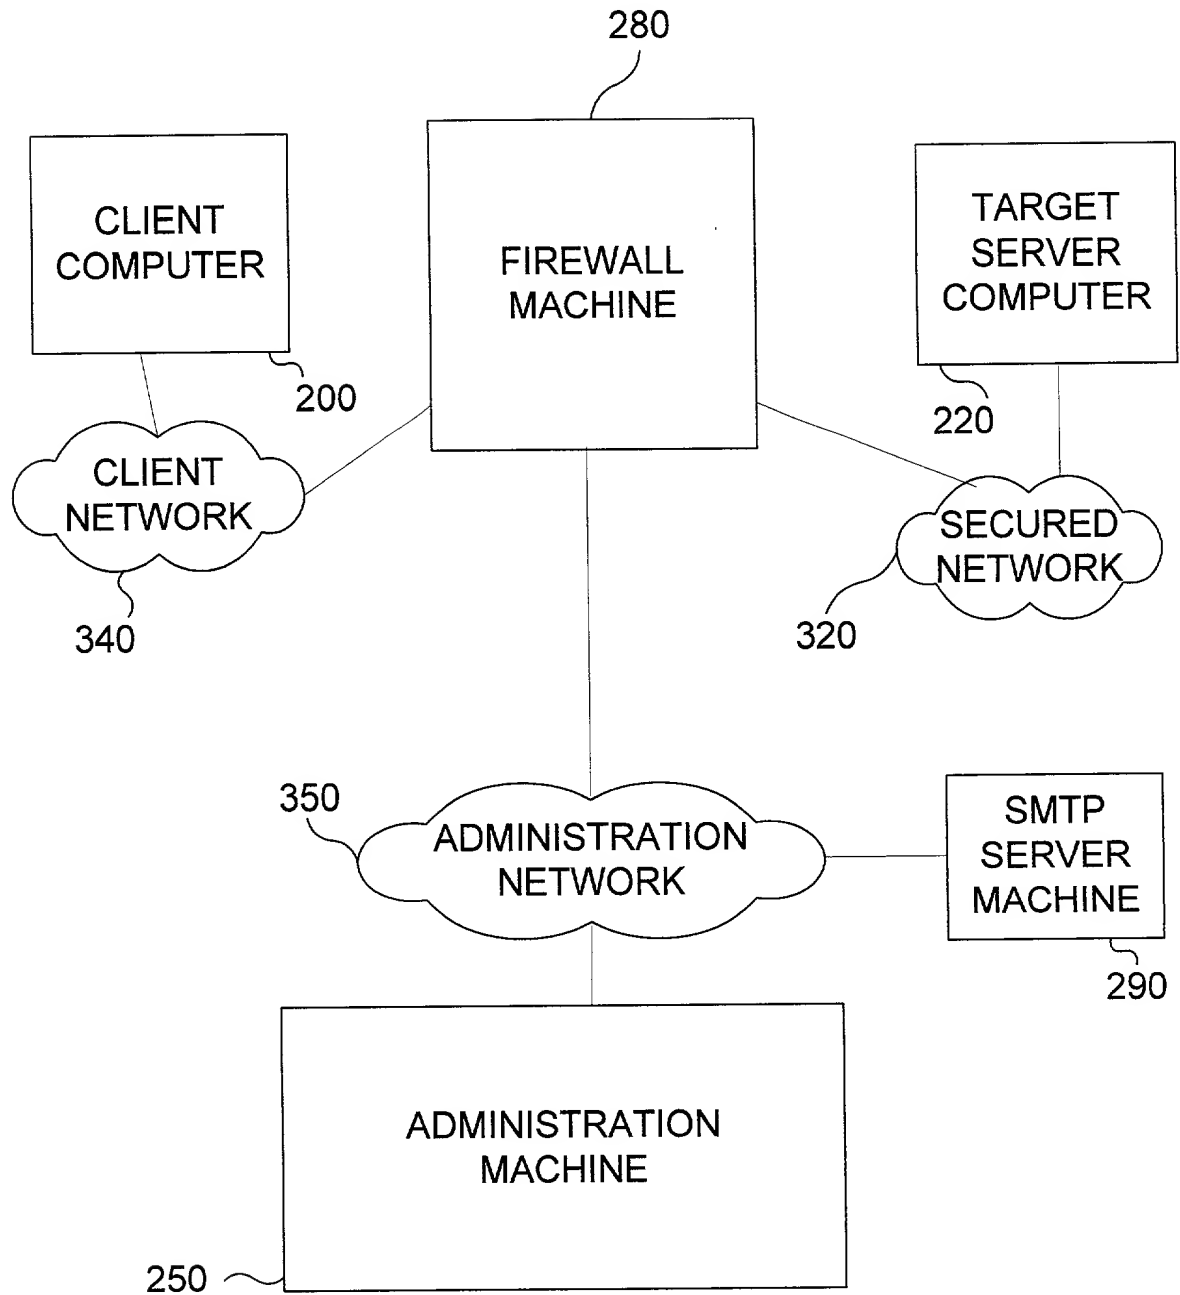 280
CLIENT
COMPUTER
200
FIREWALL
MACHINE
TARGET
SERVER
COMPUTER
220
CLIENT
NETWORK
340
SECURED
NETWORK
320
350
ADMINISTRATION
NETWORK
SMTP
SERVER
MACHINE
290
ADMINISTRATION
MACHINE
250